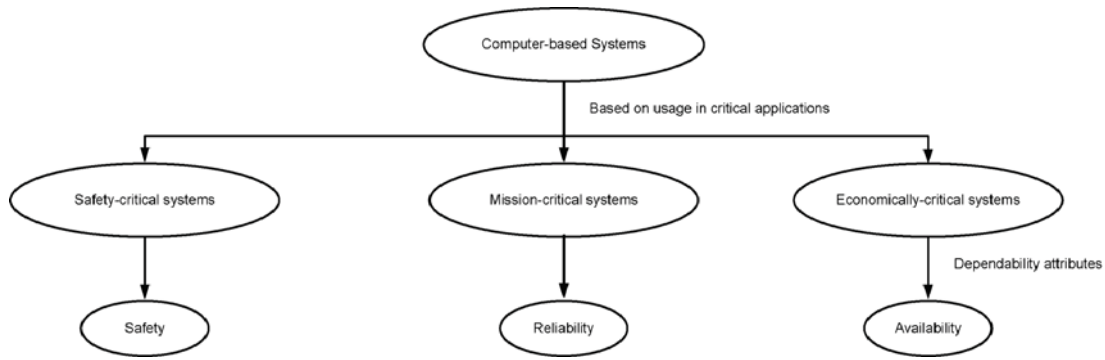 Computer-based Systems
Based on usage in critical applications
Safety-critical systems
Mission-critical systems
Economically-critical systems
Dependability attributes
Safety
Reliability
Availability